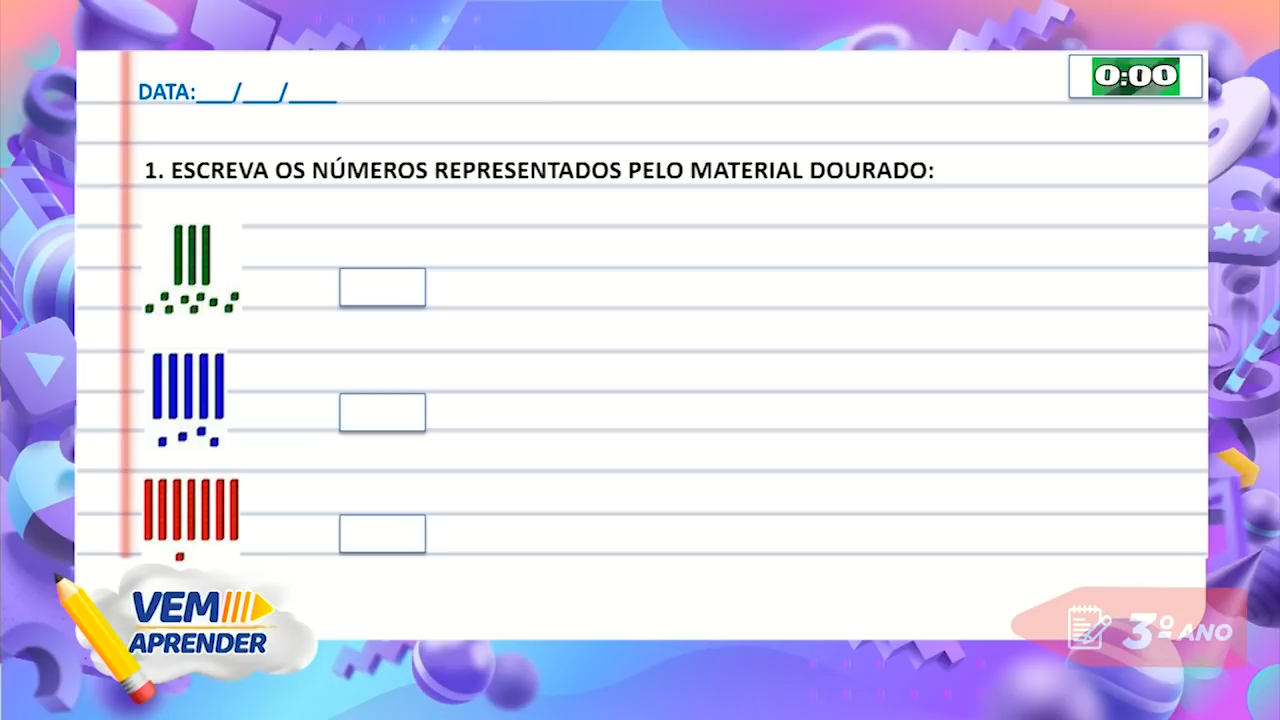 DATA:___/___/____
0:00
1. ESCREVA OS NÚMEROS REPRESENTADOS PELO MATERIAL DOURADO:
VEM
APRENDER
3º ANO